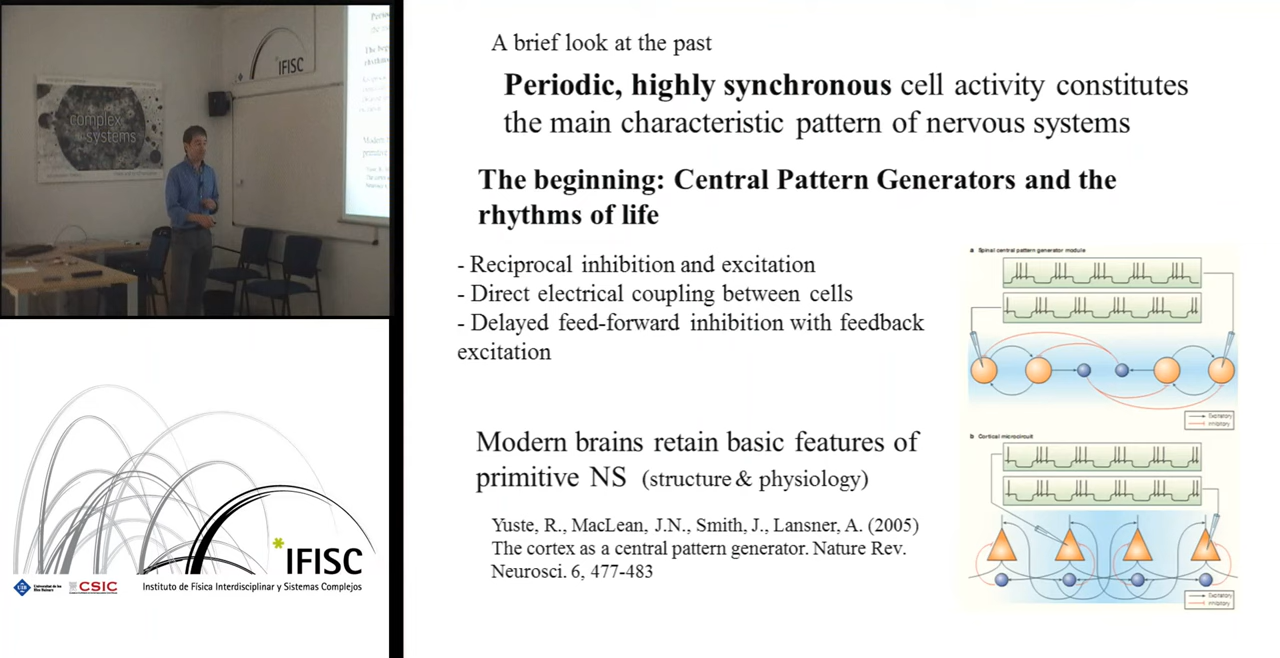 IFISC
complex
systems
A brief look at the past
Periodic, highly synchronous cell activity constitutes
the main characteristic pattern of nervous systems
The beginning: Central Pattern Generators and the
rhythms of life
- Reciprocal inhibition and excitation
- Direct electrical coupling between cells
- Delayed feed-forward inhibition with feedback
excitation
a Spinal central pattern generator module
Excitatory
Inhibitory
b Cortical microcircuit
Excitatory
Inhibitory
Modern brains retain basic features of
primitive NS (structure & physiology)
Yuste, R., MacLean, J.N., Smith, J., Lansner, A. (2005)
The cortex as a central pattern generator. Nature Rev.
Neurosci. 6, 477-483
*IFISC
CSIC
Instituto de Física Interdisciplinar y Sistemas Complejos